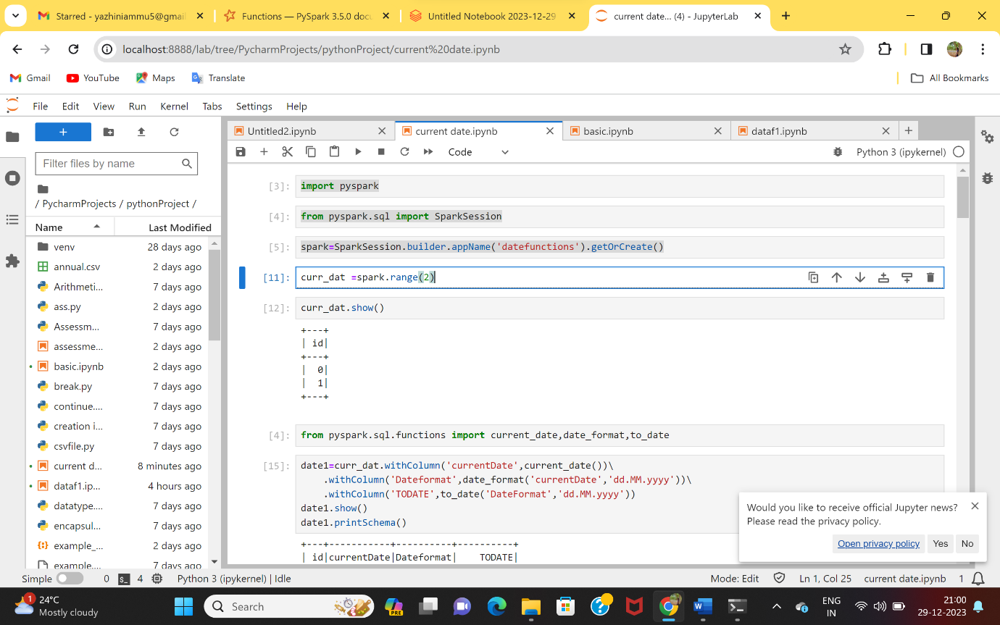 Starred - yazhiniammu5@gmail
Functions — PySpark 3.5.0 docu
Untitled Notebook 2023-12-29
current date... (4) - JupyterLab
localhost:8888/lab/tree/PycharmProjects/pythonProject/current%20date.ipynb
Gmail YouTube Maps Translate All Bookmarks
File Edit View Run Kernel Tabs Settings Help
Untitled2.ipynb current date.ipynb basic.ipynb dataf1.ipynb
Code Python 3 (ipykernel)
Filter files by name
/ PycharmProjects / pythonProject /
Name Last Modified
venv 28 days ago
annual.csv 2 days ago
Arithmeti... 7 days ago
ass.py 2 days ago
Assessm... 7 days ago
assessme... 2 days ago
basic.ipynb 2 days ago
break.py 7 days ago
continue.... 7 days ago
creation i... 7 days ago
csvfile.py 7 days ago
current d... 8 minutes ago
dataf1.ip... 4 hours ago
datatype.... 7 days ago
encapsul... 7 days ago
example_... 2 days ago
example.... 7 days ago
[3]: import pyspark
[4]: from pyspark.sql import SparkSession
[5]: spark=SparkSession.builder.appName('datefunctions').getOrCreate()
[11]: curr_dat =spark.range(2)
[12]: curr_dat.show()
+---+
| id|
+---+
|  0|
|  1|
+---+
[4]: from pyspark.sql.functions import current_date,date_format,to_date
[15]: date1=curr_dat.withColumn('currentDate',current_date())\
.withColumn('Dateformat',date_format('currentDate','dd.MM.yyyy'))\
.withColumn('TODATE',to_date('DateFormat','dd.MM.yyyy'))
date1.show()
date1.printSchema()
+---+-----------+----------+----------+
| id|currentDate|Dateformat|    TODATE|
Would you like to receive official Jupyter news?
Please read the privacy policy.
Open privacy policy Yes No
Simple 0 4 Python 3 (ipykernel) | Idle Mode: Edit Ln 1, Col 25 current date.ipynb 1
1
24°C
Mostly cloudy
Search
PRE
ENG
IN
21:00
29-12-2023